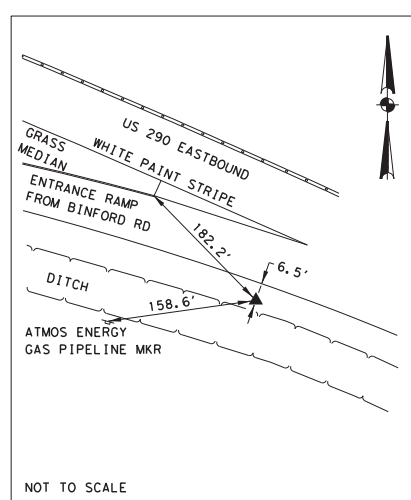 US 290 EASTBOUND
WHITE PAINT STRIPE
GRASS
MEDIAN
ENTRANCE RAMP
FROM BINFORD RD
182.2'
6.5'
DITCH
158.6'
ATMOS ENERGY
GAS PIPELINE MKR
NOT TO SCALE